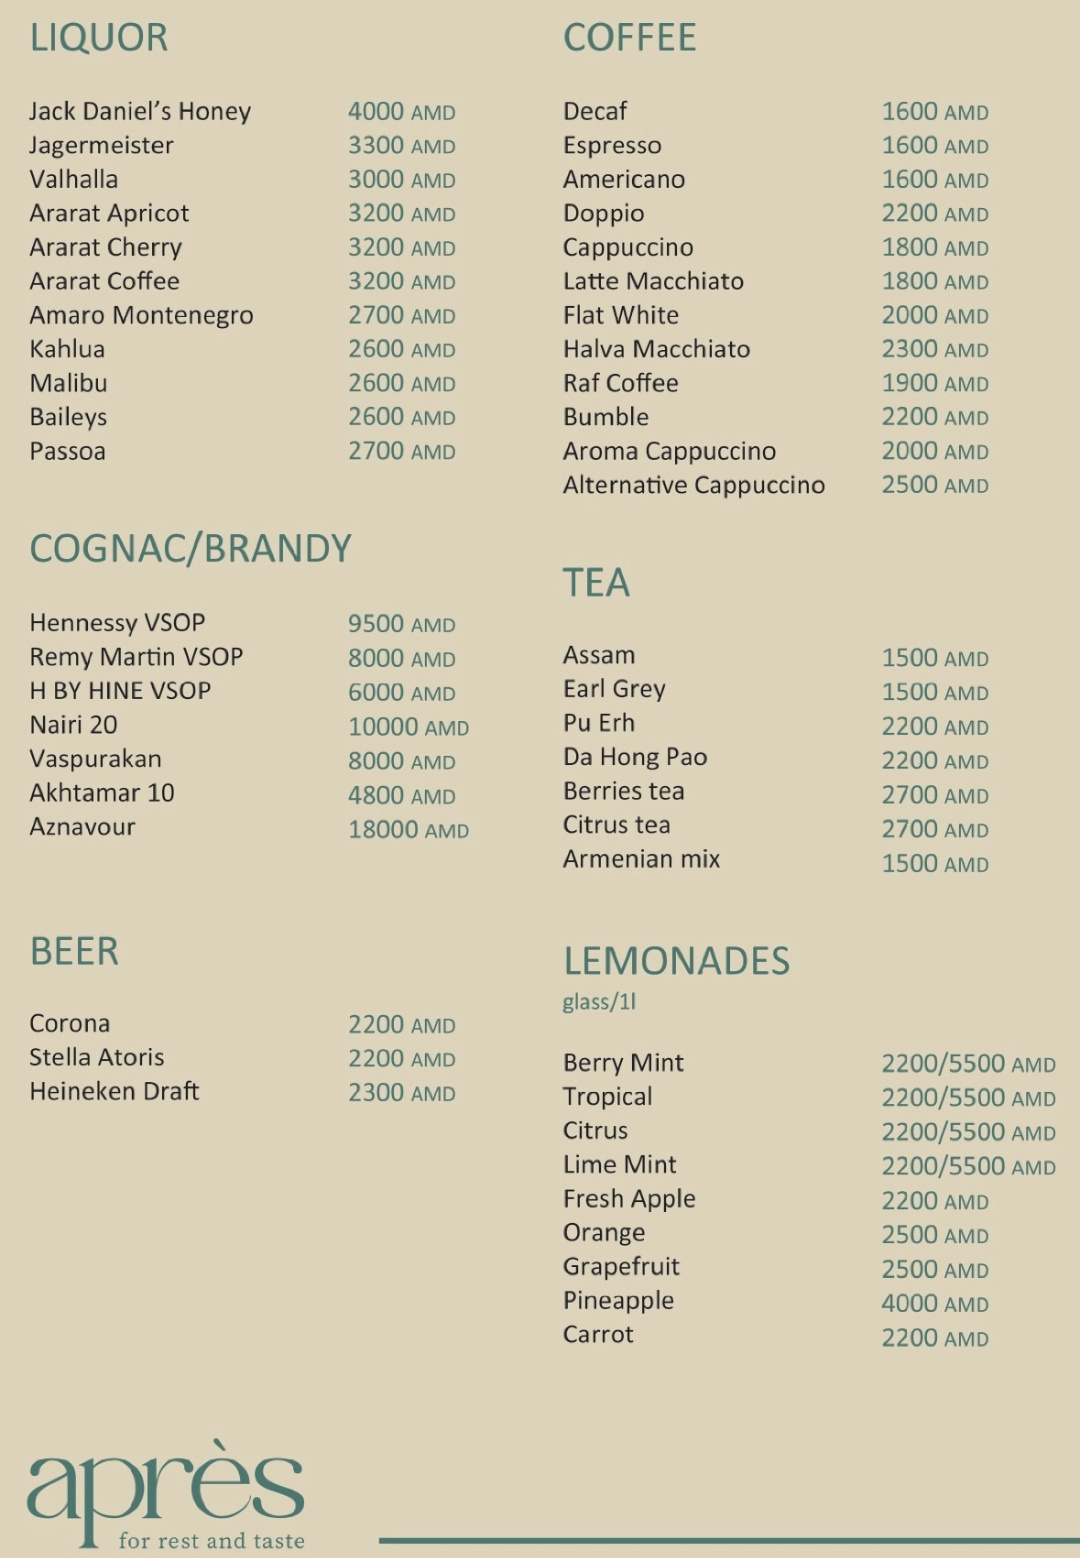 LIQUOR
Jack Daniel’s Honey 4000 AMD
Jagermeister 3300 AMD
Valhalla 3000 AMD
Ararat Apricot 3200 AMD
Ararat Cherry 3200 AMD
Ararat Coffee 3200 AMD
Amaro Montenegro 2700 AMD
Kahlua 2600 AMD
Malibu 2600 AMD
Baileys 2600 AMD
Passoa 2700 AMD
COGNAC/BRANDY
Hennessy VSOP 9500 AMD
Remy Martin VSOP 8000 AMD
H BY HINE VSOP 6000 AMD
Nairi 20 10000 AMD
Vaspurakan 8000 AMD
Akhtamar 10 4800 AMD
Aznavour 18000 AMD
BEER
Corona 2200 AMD
Stella Atoris 2200 AMD
Heineken Draft 2300 AMD
COFFEE
Decaf 1600 AMD
Espresso 1600 AMD
Americano 1600 AMD
Doppio 2200 AMD
Cappuccino 1800 AMD
Latte Macchiato 1800 AMD
Flat White 2000 AMD
Halva Macchiato 2300 AMD
Raf Coffee 1900 AMD
Bumble 2200 AMD
Aroma Cappuccino 2000 AMD
Alternative Cappuccino 2500 AMD
TEA
Assam 1500 AMD
Earl Grey 1500 AMD
Pu Erh 2200 AMD
Da Hong Pao 2200 AMD
Berries tea 2700 AMD
Citrus tea 2700 AMD
Armenian mix 1500 AMD
LEMONADES
glass/1l
Berry Mint 2200/5500 AMD
Tropical 2200/5500 AMD
Citrus 2200/5500 AMD
Lime Mint 2200/5500 AMD
Fresh Apple 2200 AMD
Orange 2500 AMD
Grapefruit 2500 AMD
Pineapple 4000 AMD
Carrot 2200 AMD
après
for rest and taste